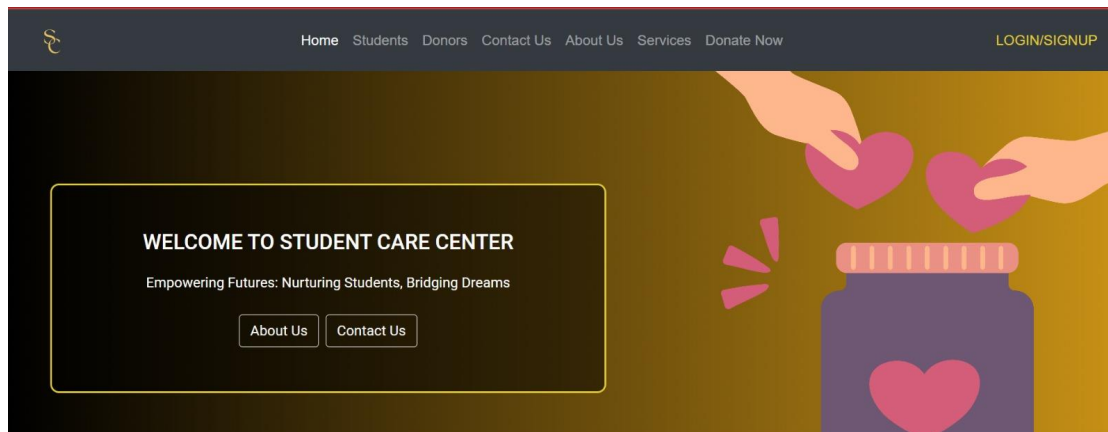 SC
Home Students Donors Contact Us About Us Services Donate Now LOGIN/SIGNUP
WELCOME TO STUDENT CARE CENTER
Empowering Futures: Nurturing Students, Bridging Dreams
About Us Contact Us